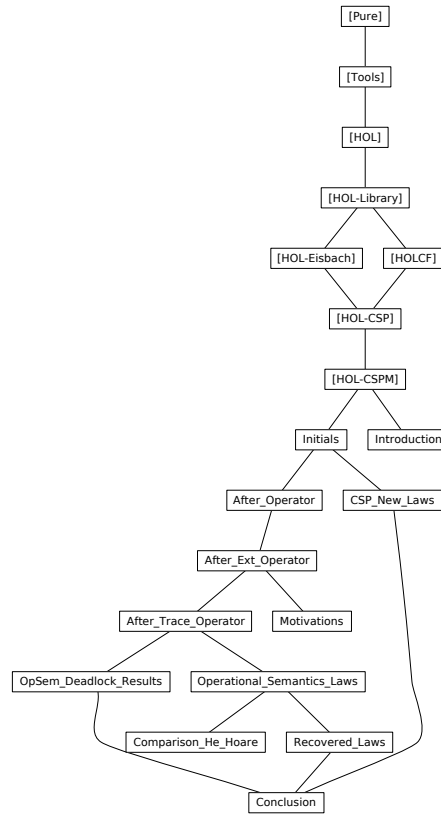 [Pure]
[Tools]
[HOL]
[HOL-Library]
[HOL-Eisbach]
[HOLCF]
[HOL-CSP]
[HOL-CSPM]
Initials
Introduction
After_Operator
CSP_New_Laws
After_Ext_Operator
After_Trace_Operator
Motivations
OpSem_Deadlock_Results
Operational_Semantics_Laws
Comparison_He_Hoare
Recovered_Laws
Conclusion